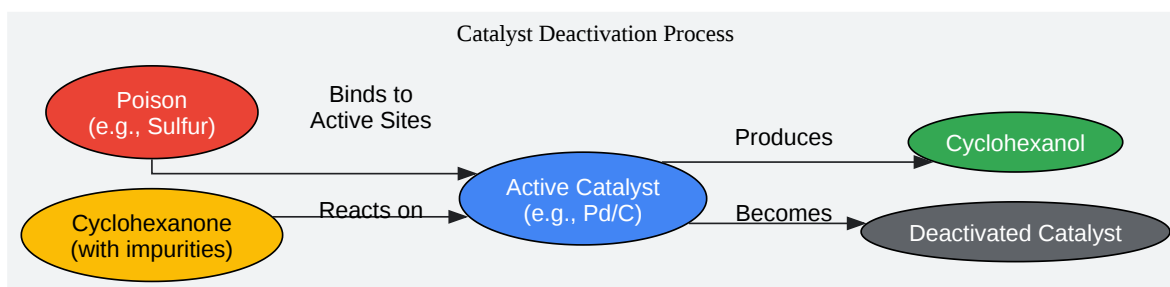 Catalyst Deactivation Process
Poison
(e.g., Sulfur)
Binds to
Active Sites
Produces
Cyclohexanol
Cyclohexanone
(with impurities)
Reacts on
Active Catalyst
(e.g., Pd/C)
Becomes
Deactivated Catalyst